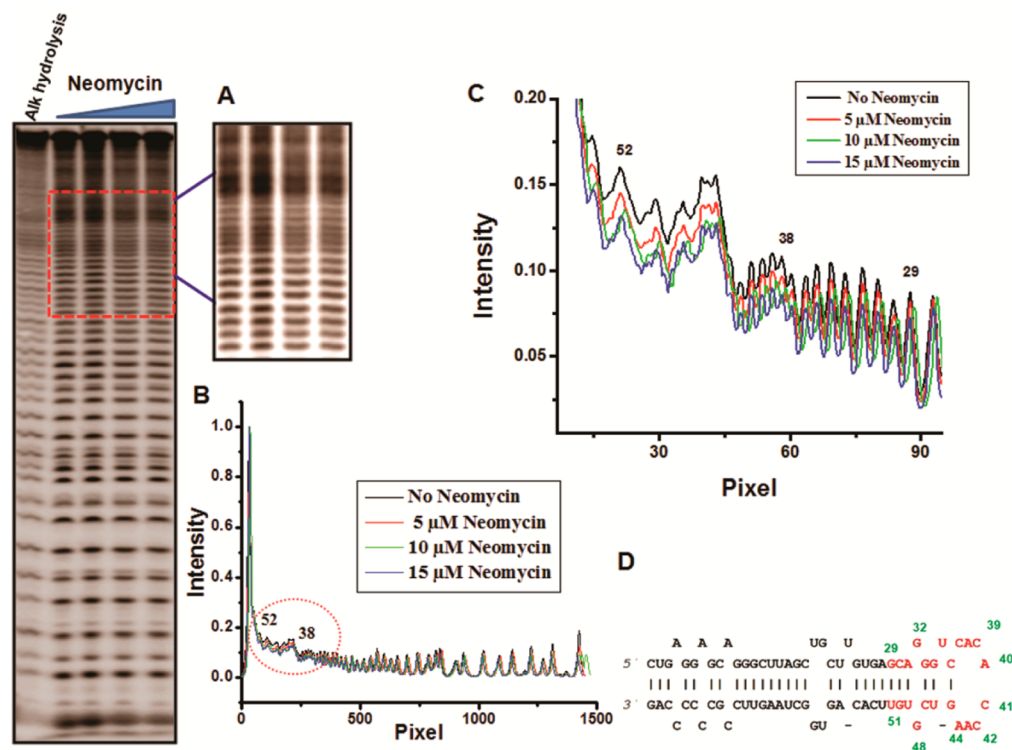 Alk hydrolysis
Neomycin
A
B
Intensity
1.0
0.8
0.6
0.4
0.2
0.0
52
38
No Neomycin
5 µM Neomycin
10 µM Neomycin
15 µM Neomycin
0
500
1000
1500
Pixel
C
Intensity
0.20
0.15
0.10
0.05
52
38
29
No Neomycin
5 µM Neomycin
10 µM Neomycin
15 µM Neomycin
30
60
90
Pixel
D
32 39
A A A UG U G U CAC
29
5' CUG GG GC GGGCUUAGC CU GUGAGCA GG C A 40
3' GAC CC CG CUUGAAUCG GA CACUUGU CU G C 41
51
C C C GU - G - AAC
48 44 42